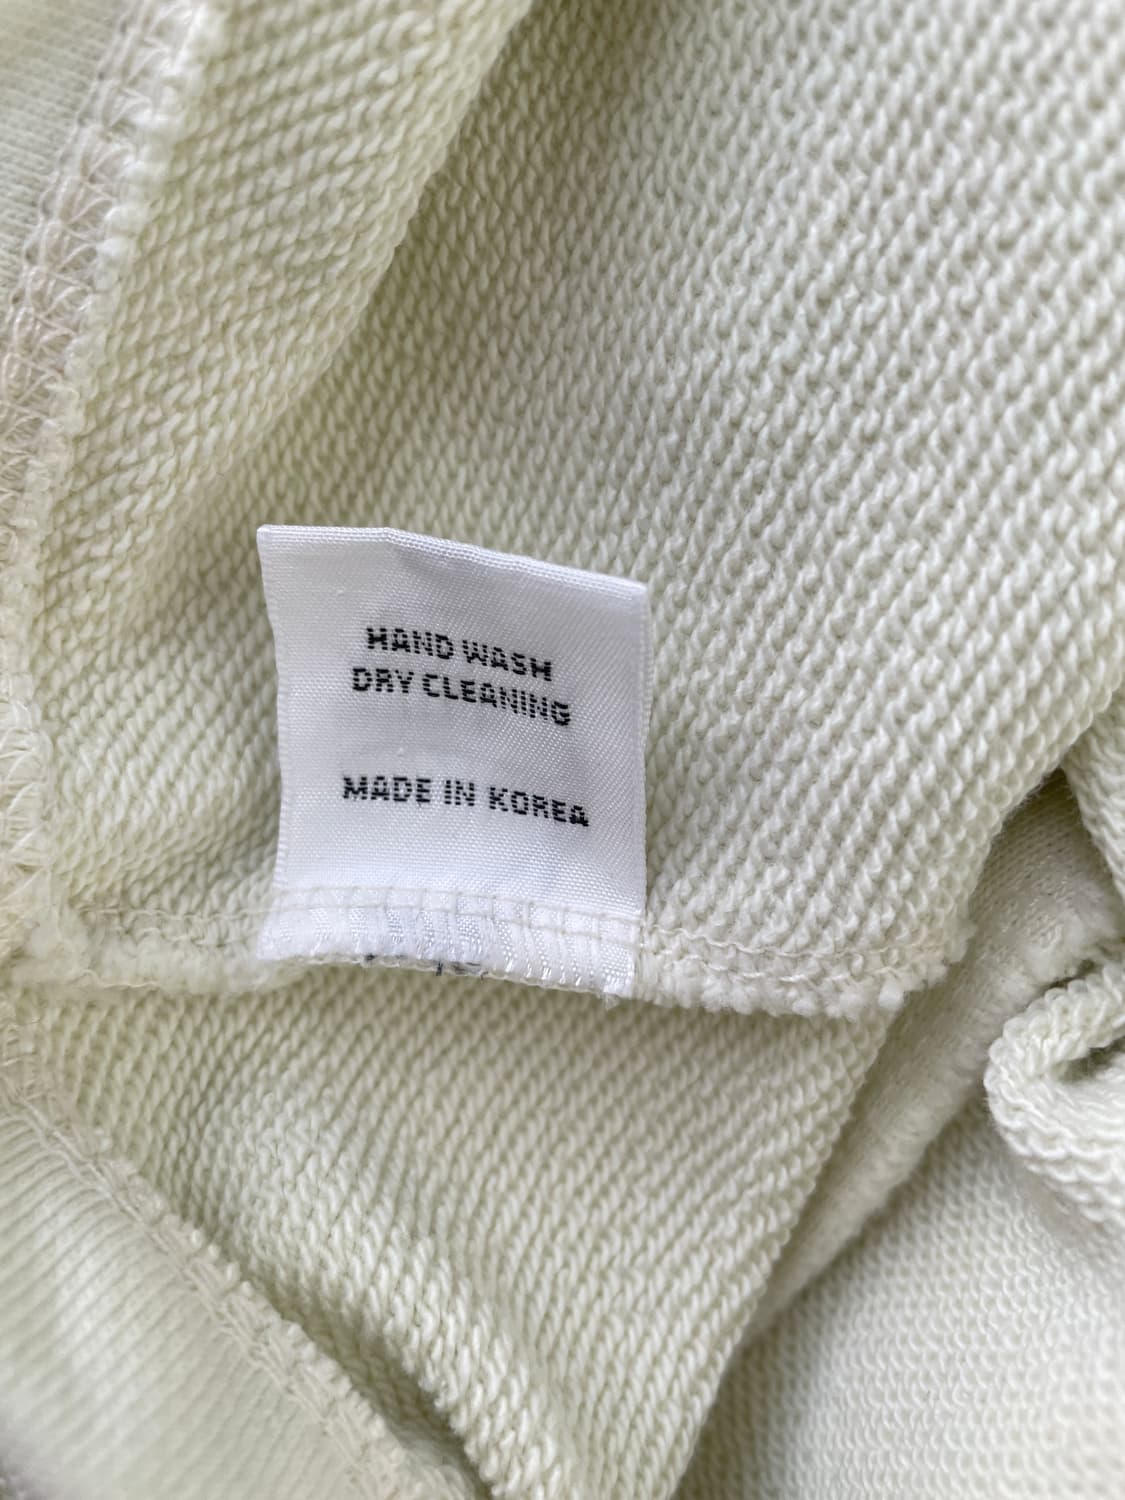 HAND WASH
DRY CLEANING
MADE IN KOREA